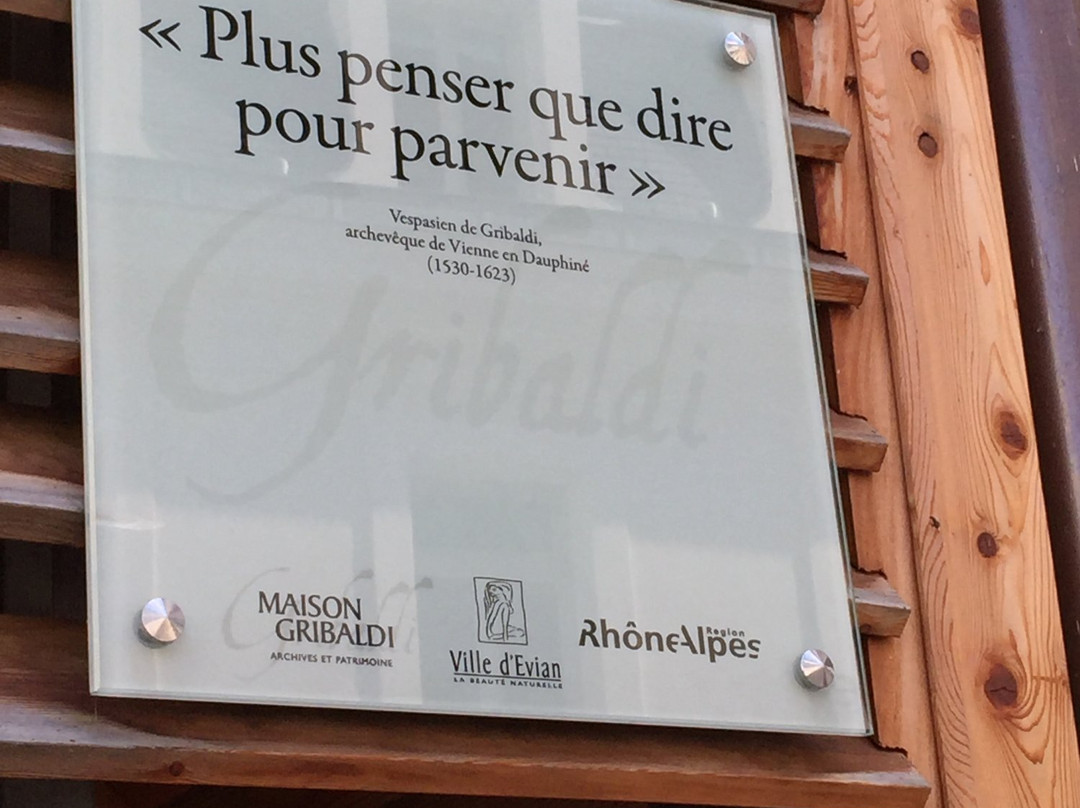 « Plus penser que dire
pour parvenir »
Vespasien de Gribaldi,
archevêque de Vienne en Dauphiné
(1530-1623)
Gribaldi
MAISON
GRIBALDI
ARCHIVES ET PATRIMOINE
Ville d'Evian
LA BEAUTÉ NATURELLE
RhôneAlpes Région